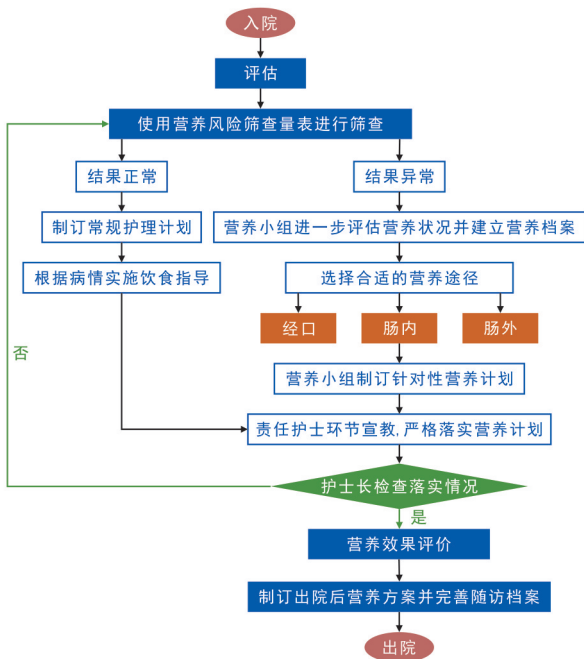 入院
评估
使用营养风险筛查量表进行筛查
结果正常
结果异常
制订常规护理计划
营养小组进一步评估营养状况并建立营养档案
根据病情实施饮食指导
选择合适的营养途径
经口
肠内
肠外
否
营养小组制订针对性营养计划
责任护士环节宣教,严格落实营养计划
护士长检查落实情况
是
营养效果评价
制订出院后营养方案并完善随访档案
出院